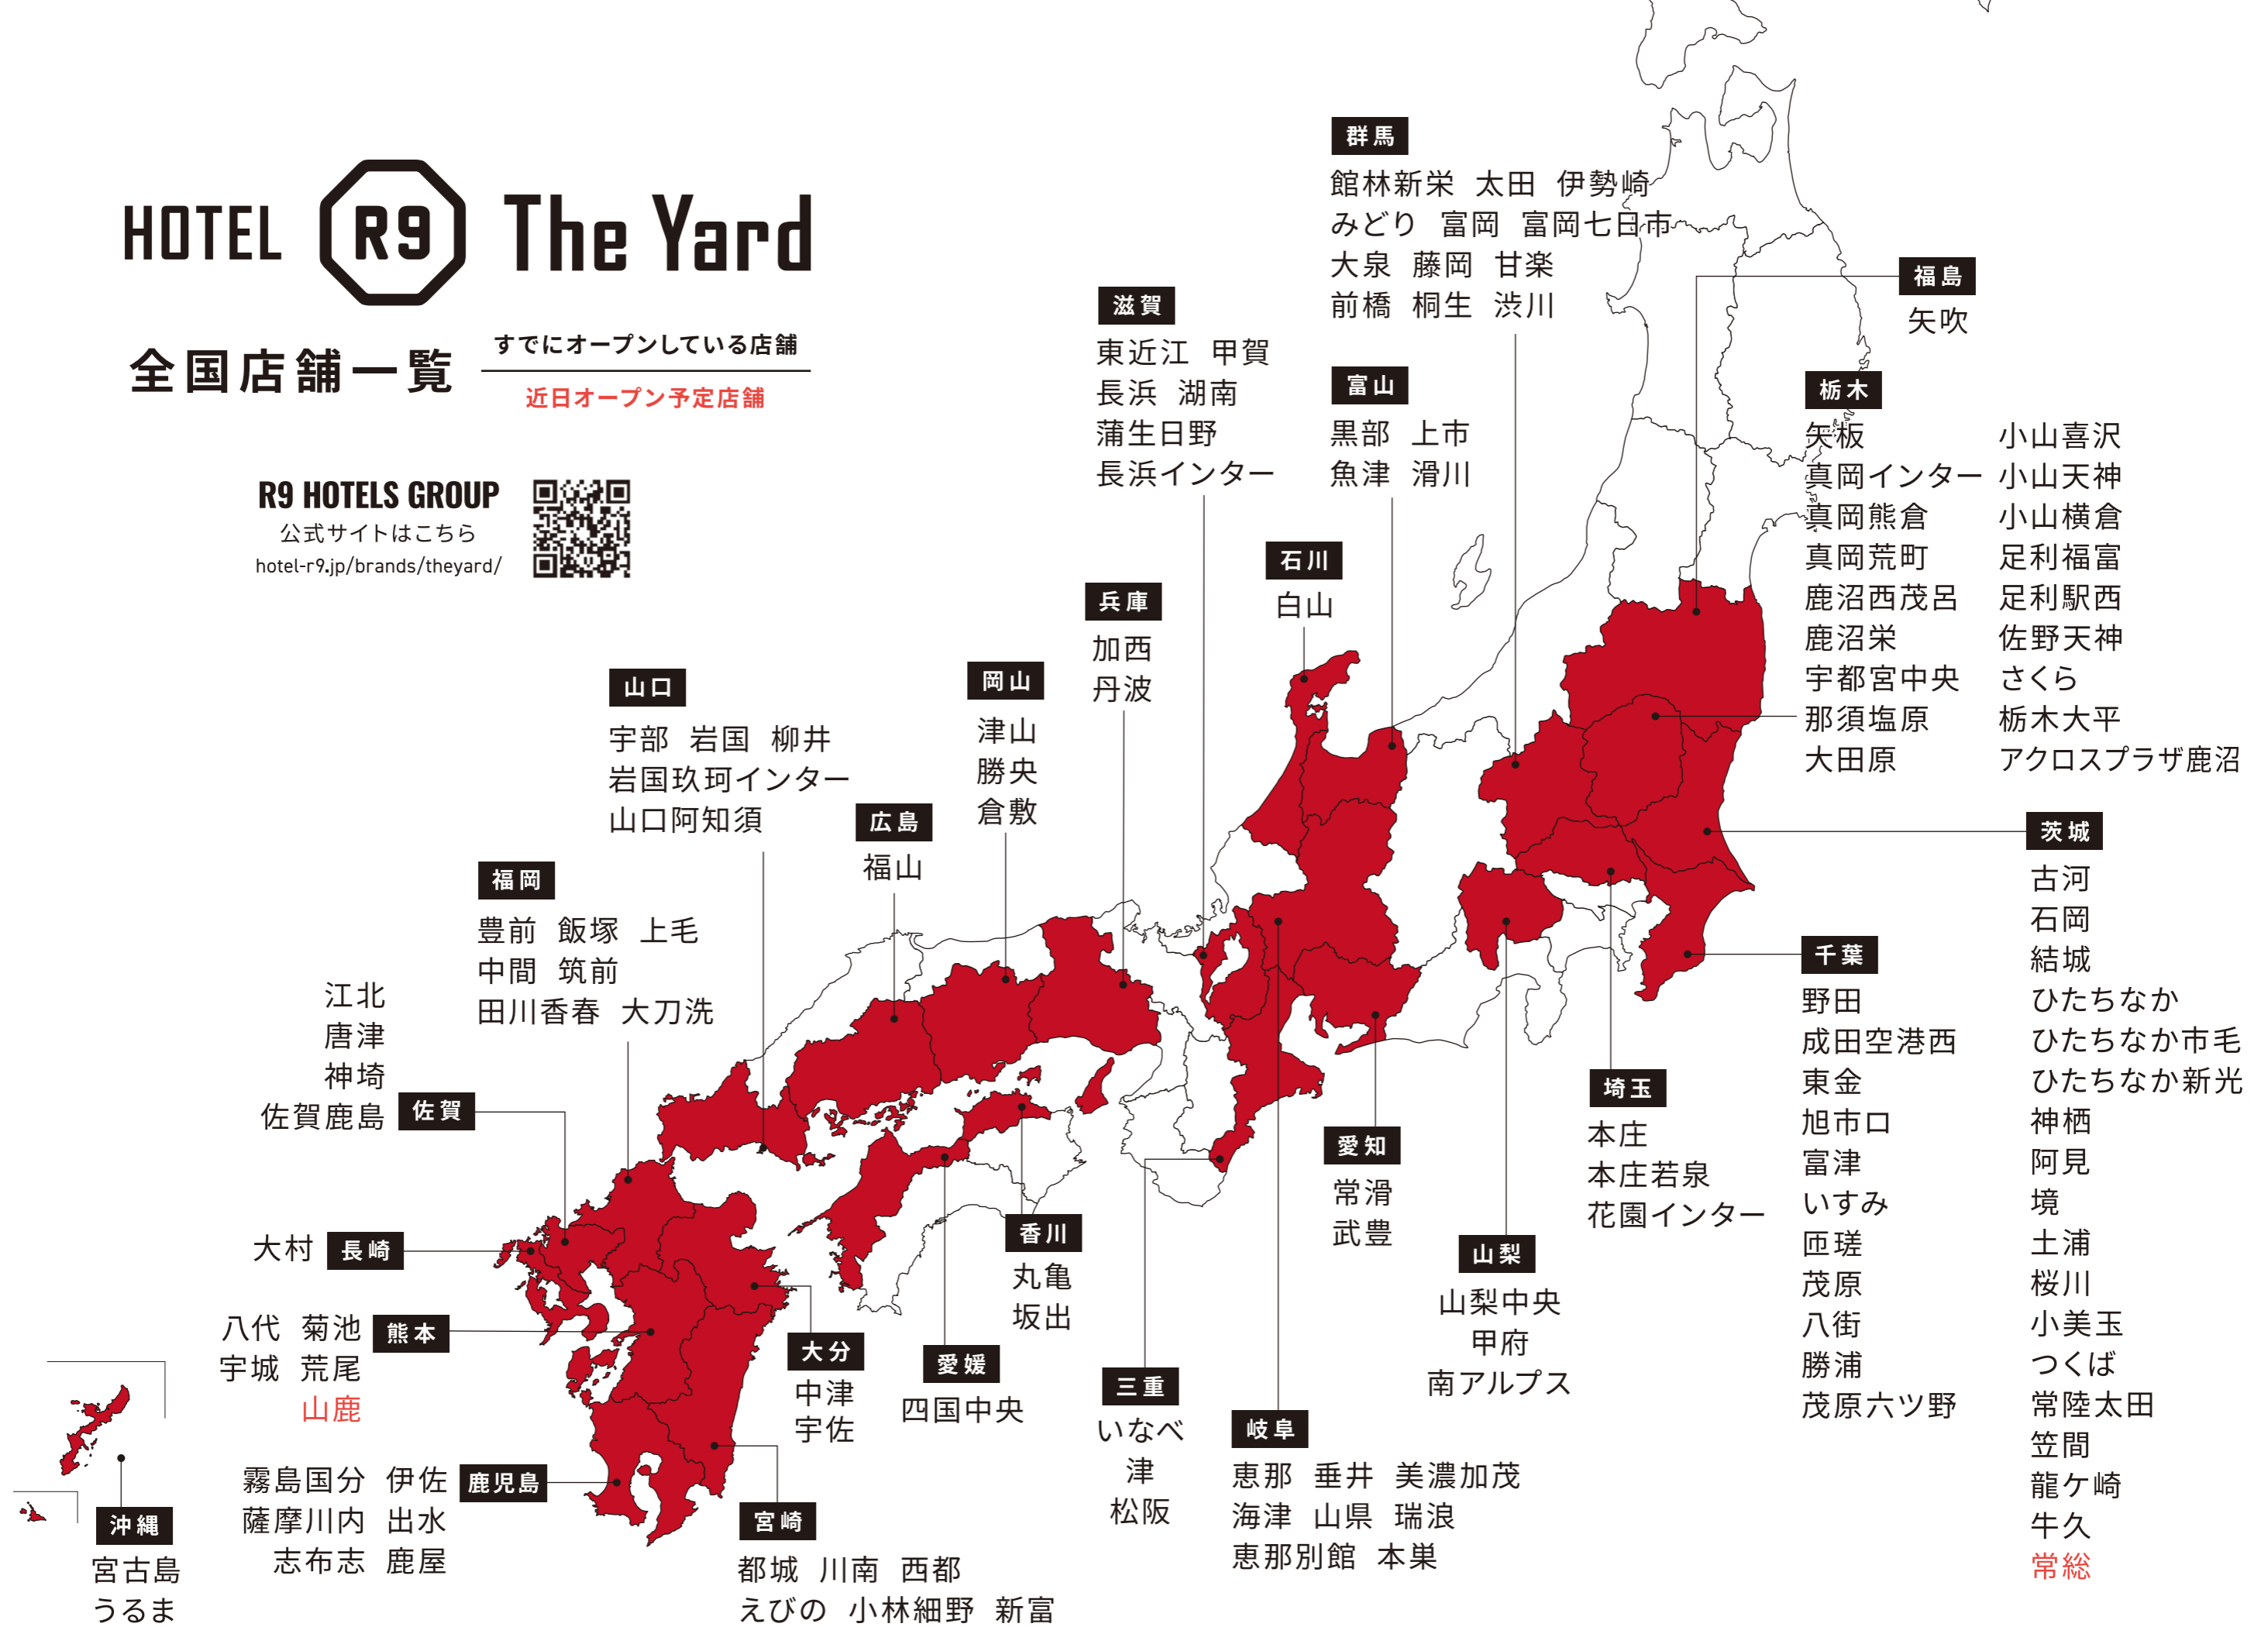 HOTEL R9 The Yard
全国店舗一覧
すでにオープンしている店舗
近日オープン予定店舗
R9 HOTELS GROUP
公式サイトはこちら
hotel-r9.jp/brands/theyard/
群馬
館林新栄 太田 伊勢崎
みどり 富岡 富岡七日市
大泉 藤岡 甘楽
前橋 桐生 渋川
福島
矢吹
滋賀
東近江 甲賀
長浜 湖南
蒲生日野
長浜インター
富山
黒部 上市
魚津 滑川
栃木
矢板 小山喜沢
真岡インター 小山天神
真岡熊倉 小山横倉
真岡荒町 足利福富
鹿沼西茂呂 足利駅西
鹿沼栄 佐野天神
宇都宮中央 さくら
那須塩原 栃木大平
大田原 アクロスプラザ鹿沼
石川
白山
兵庫
加西
丹波
岡山
津山
勝央
倉敷
山口
宇部 岩国 柳井
岩国玖珂インター
山口阿知須
広島
福山
福岡
豊前 飯塚 上毛
中間 筑前
田川香春 大刀洗
江北
唐津
神埼
佐賀鹿島
佐賀
大村
長崎
八代 菊池
宇城 荒尾
山鹿
熊本
霧島国分 伊佐
薩摩川内 出水
志布志 鹿屋
鹿児島
沖縄
宮古島
うるま
宮崎
都城 川南 西都
えびの 小林細野 新富
大分
中津
宇佐
愛媛
四国中央
香川
丸亀
坂出
三重
いなべ
津
松阪
岐阜
恵那 垂井 美濃加茂
海津 山県 瑞浪
恵那別館 本巣
愛知
常滑
武豊
山梨
山梨中央
甲府
南アルプス
埼玉
本庄
本庄若泉
花園インター
千葉
野田
成田空港西
東金
旭市口
富津
いすみ
匝瑳
茂原
八街
勝浦
茂原六ツ野
茨城
古河
石岡
結城
ひたちなか
ひたちなか市毛
ひたちなか新光
神栖
阿見
境
土浦
桜川
小美玉
つくば
常陸太田
笠間
龍ケ崎
牛久
常総